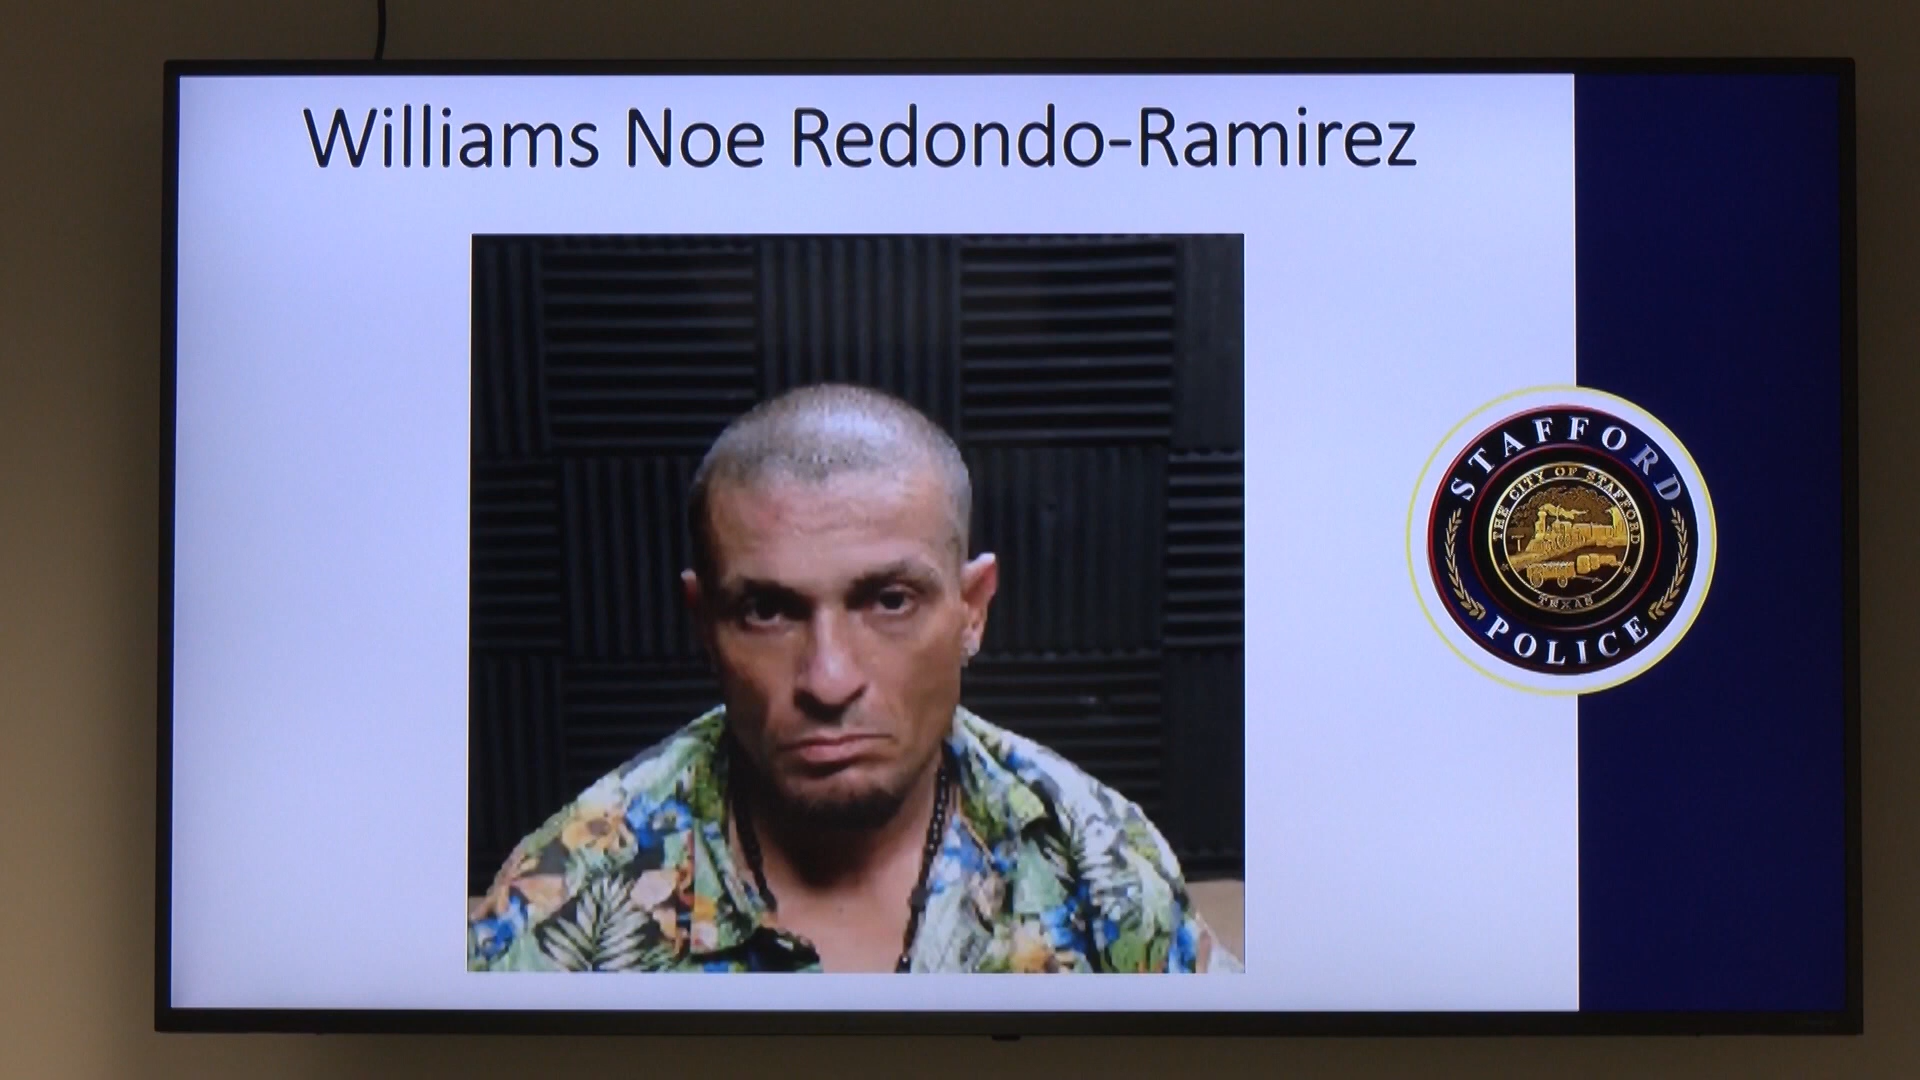 Williams Noe Redondo-Ramirez
STAFFORD
THE CITY OF STAFFORD
TEXAS
POLICE